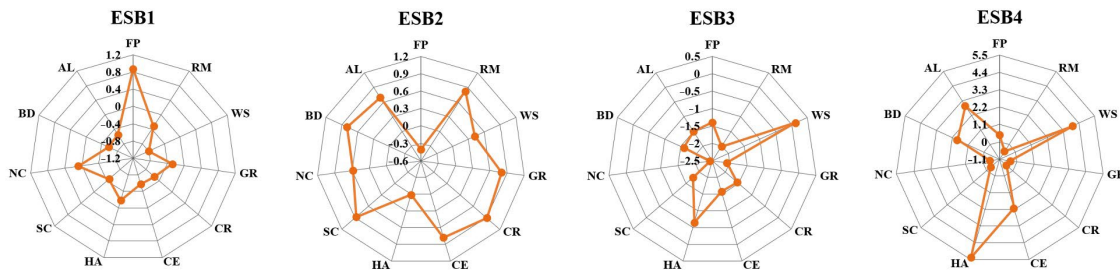 ESB1
FP
RM
WS
GR
CR
CE
HA
SC
NC
BD
AL
1.2
0.8
0.4
0
-0.4
-0.8
-1.2
ESB2
FP
RM
WS
GR
CR
CE
HA
SC
NC
BD
AL
1.2
0.9
0.6
0.3
0
-0.3
-0.6
ESB3
FP
RM
WS
GR
CR
CE
HA
SC
NC
BD
AL
0.5
0
-0.5
-1
-1.5
-2
-2.5
ESB4
FP
RM
WS
GR
CR
CE
HA
SC
NC
BD
AL
5.5
4.4
3.3
2.2
1.1
0
-1.1